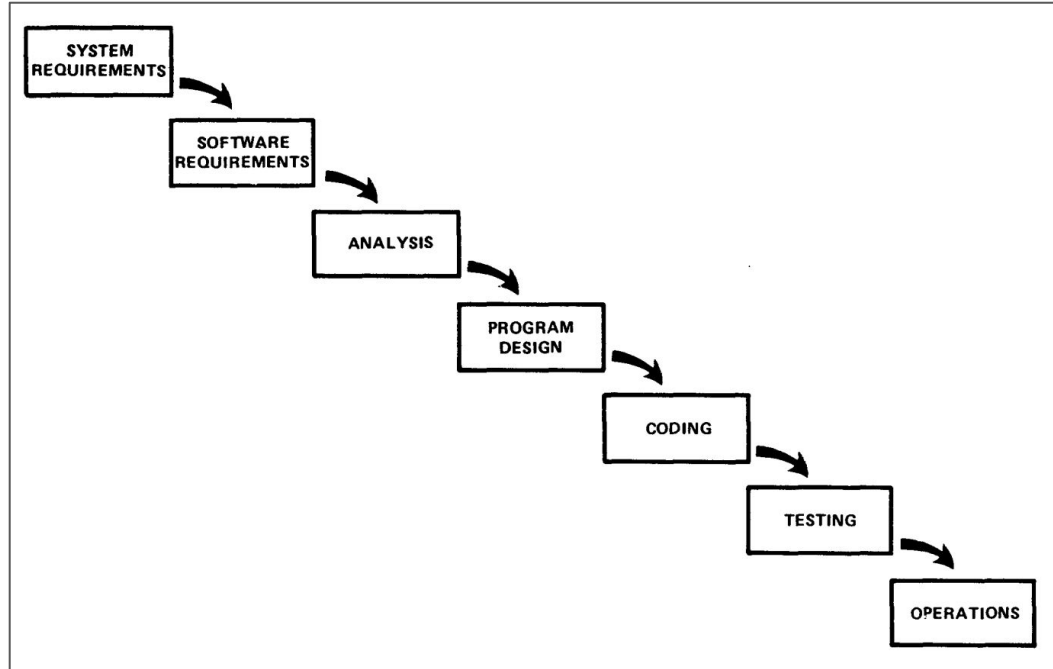 SYSTEM
REQUIREMENTS
SOFTWARE
REQUIREMENTS
ANALYSIS
PROGRAM
DESIGN
CODING
TESTING
OPERATIONS